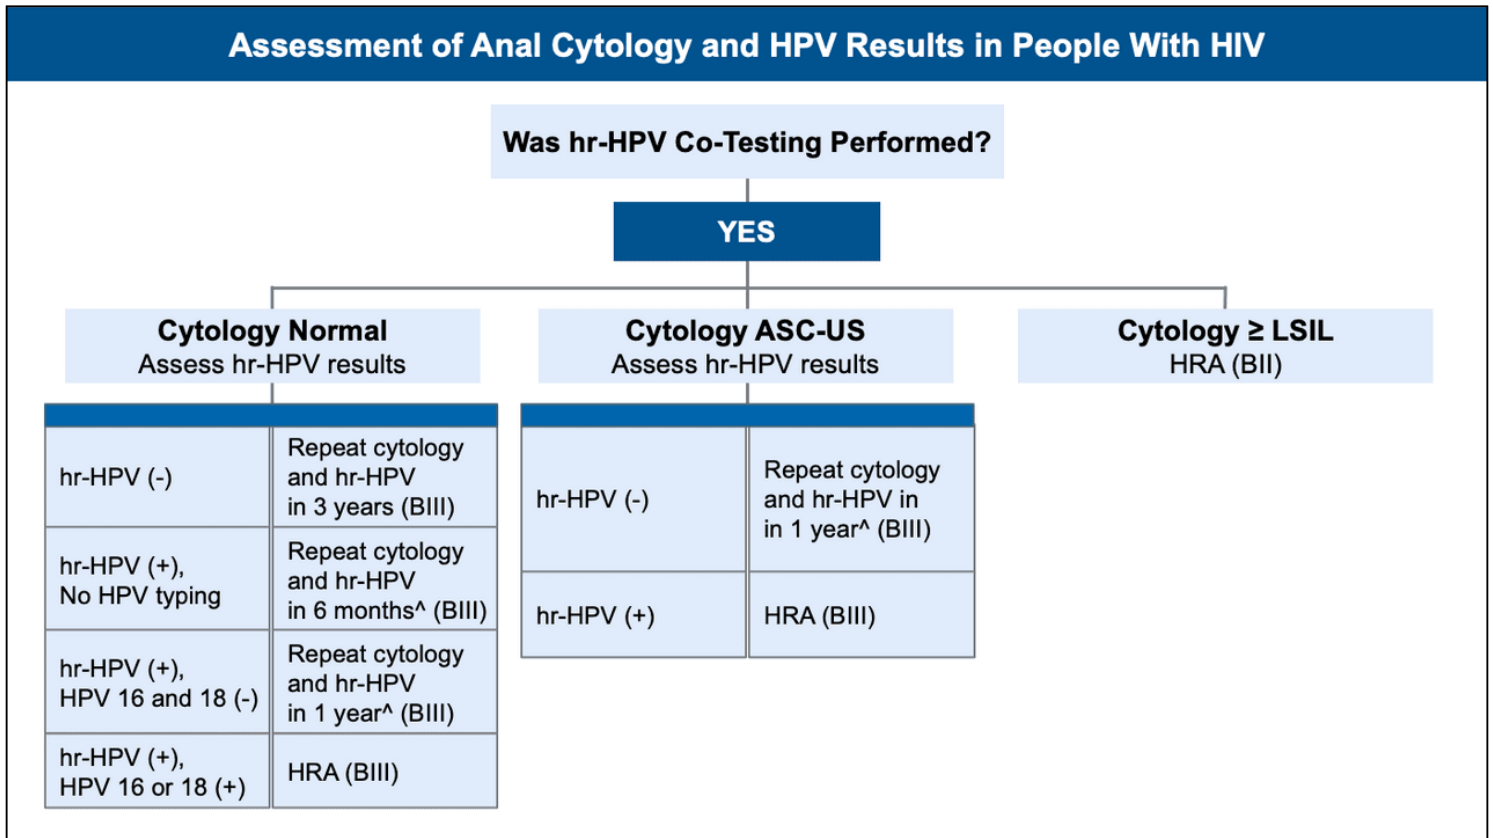 Assessment of Anal Cytology and HPV Results in People With HIV
Was hr-HPV Co-Testing Performed?
YES
Cytology Normal
Assess hr-HPV results
hr-HPV (-)
Repeat cytology
and hr-HPV
in 3 years (BIII)
hr-HPV (+),
No HPV typing
Repeat cytology
and hr-HPV
in 6 months^ (BIII)
hr-HPV (+),
HPV 16 and 18 (-)
Repeat cytology
and hr-HPV
in 1 year^ (BIII)
hr-HPV (+),
HPV 16 or 18 (+)
HRA (BIII)
Cytology ASC-US
Assess hr-HPV results
hr-HPV (-)
Repeat cytology
and hr-HPV in
in 1 year^ (BIII)
hr-HPV (+)
HRA (BIII)
Cytology ≥ LSIL
HRA (BII)